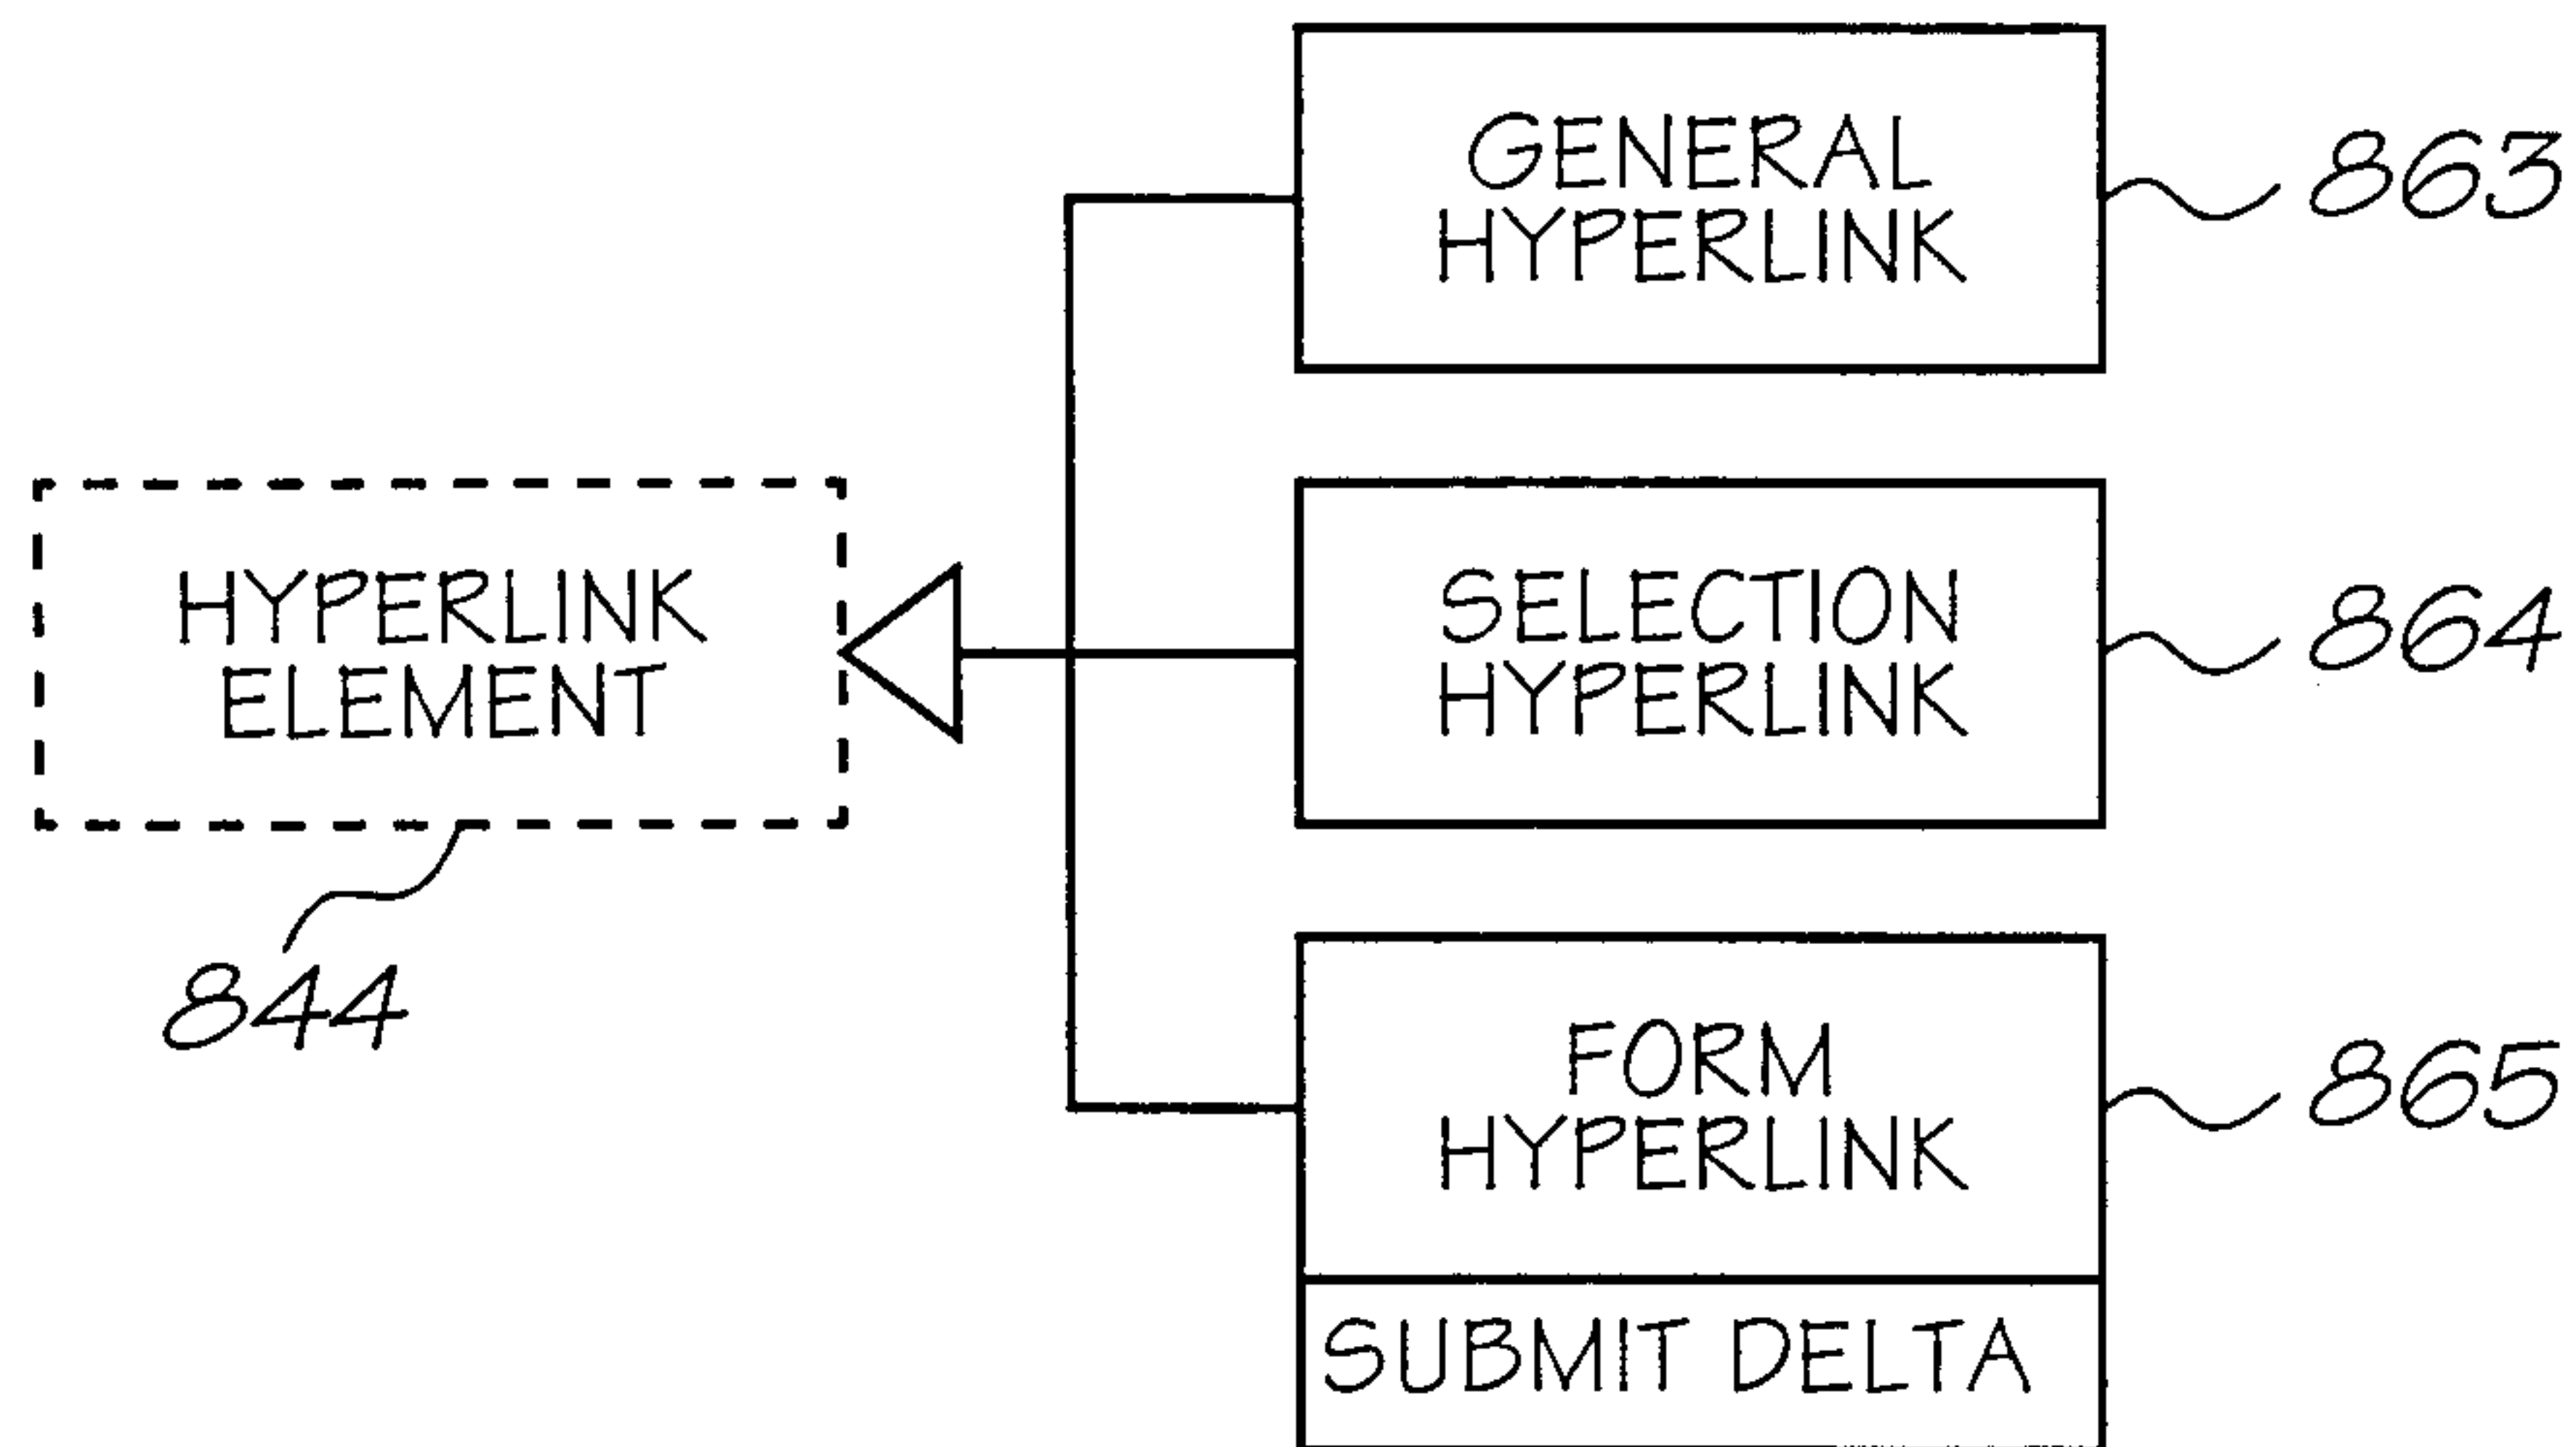 GENERAL
HYPERLINK
863
HYPERLINK
ELEMENT
844
SELECTION
HYPERLINK
864
FORM
HYPERLINK
865
SUBMIT DELTA